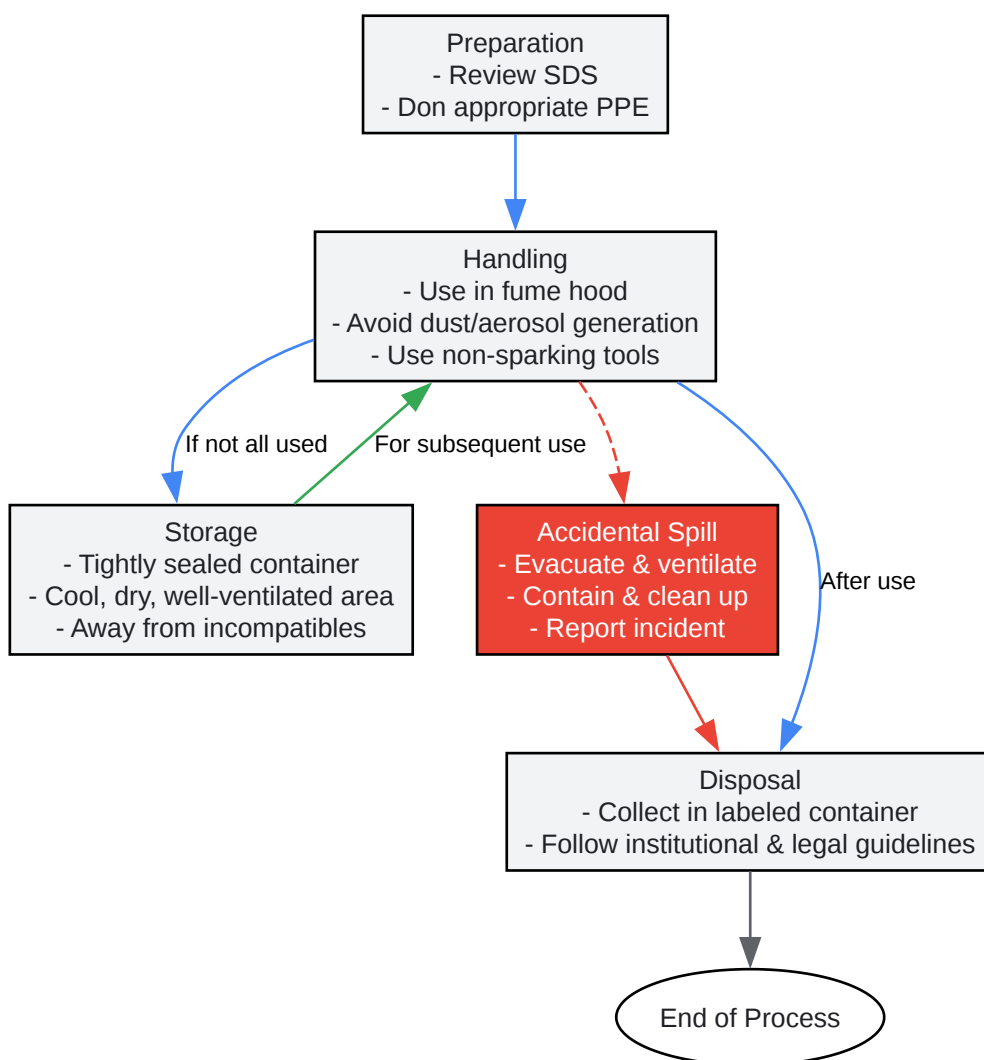 Preparation
- Review SDS
- Don appropriate PPE
Handling
- Use in fume hood
- Avoid dust/aerosol generation
- Use non-sparking tools
If not all used
For subsequent use
Storage
- Tightly sealed container
- Cool, dry, well-ventilated area
- Away from incompatibles
Accidental Spill
- Evacuate & ventilate
- Contain & clean up
- Report incident
After use
Disposal
- Collect in labeled container
- Follow institutional & legal guidelines
End of Process